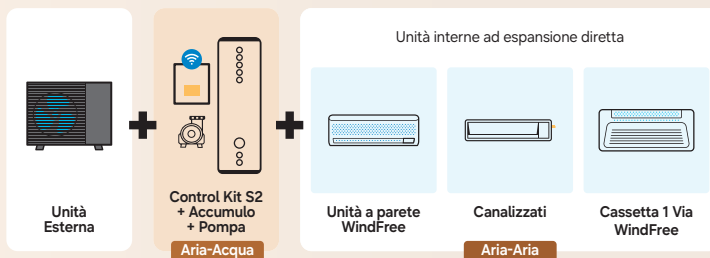 Unità interne ad espansione diretta
Unità
Esterna
Control Kit S2
+ Accumulo
+ Pompa
Aria-Acqua
Unità a parete
WindFree
Canalizzati
Cassetta 1 Via
WindFree
Aria-Aria